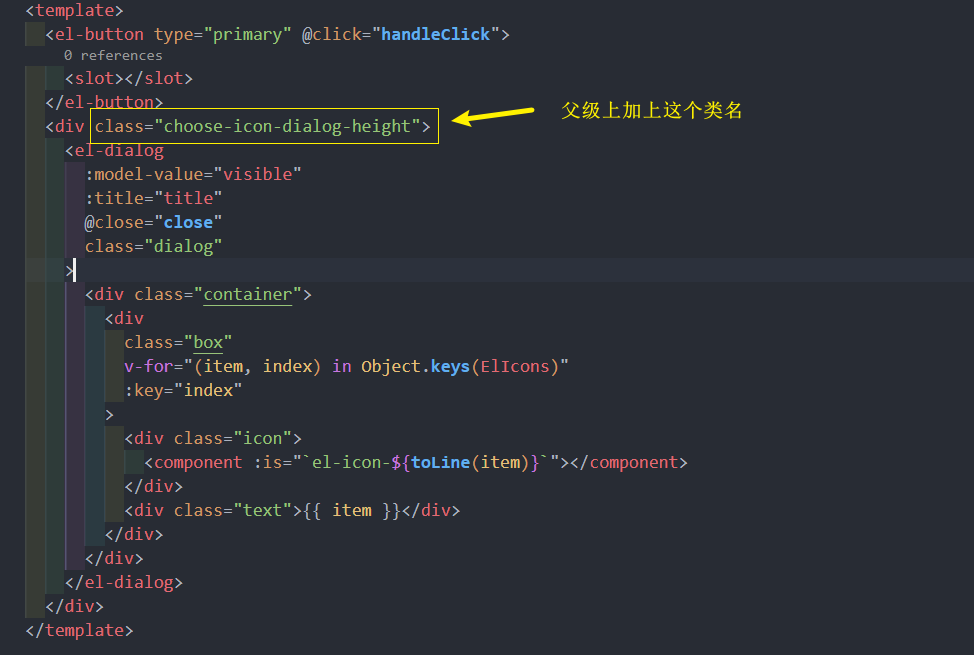 <template>
<el-button type="primary" @click="handleClick">
0 references
<slot></slot>
</el-button>
<div class="choose-icon-dialog-height"> 父级上加上这个类名
<el-dialog
:model-value="visible"
:title="title"
@close="close"
class="dialog"
>
<div class="container">
<div
class="box"
v-for="(item, index) in Object.keys(ElIcons)"
:key="index"
>
<div class="icon">
<component :is="`el-icon-${toLine(item)}`"></component>
</div>
<div class="text">{{ item }}</div>
</div>
</div>
</el-dialog>
</div>
</template>